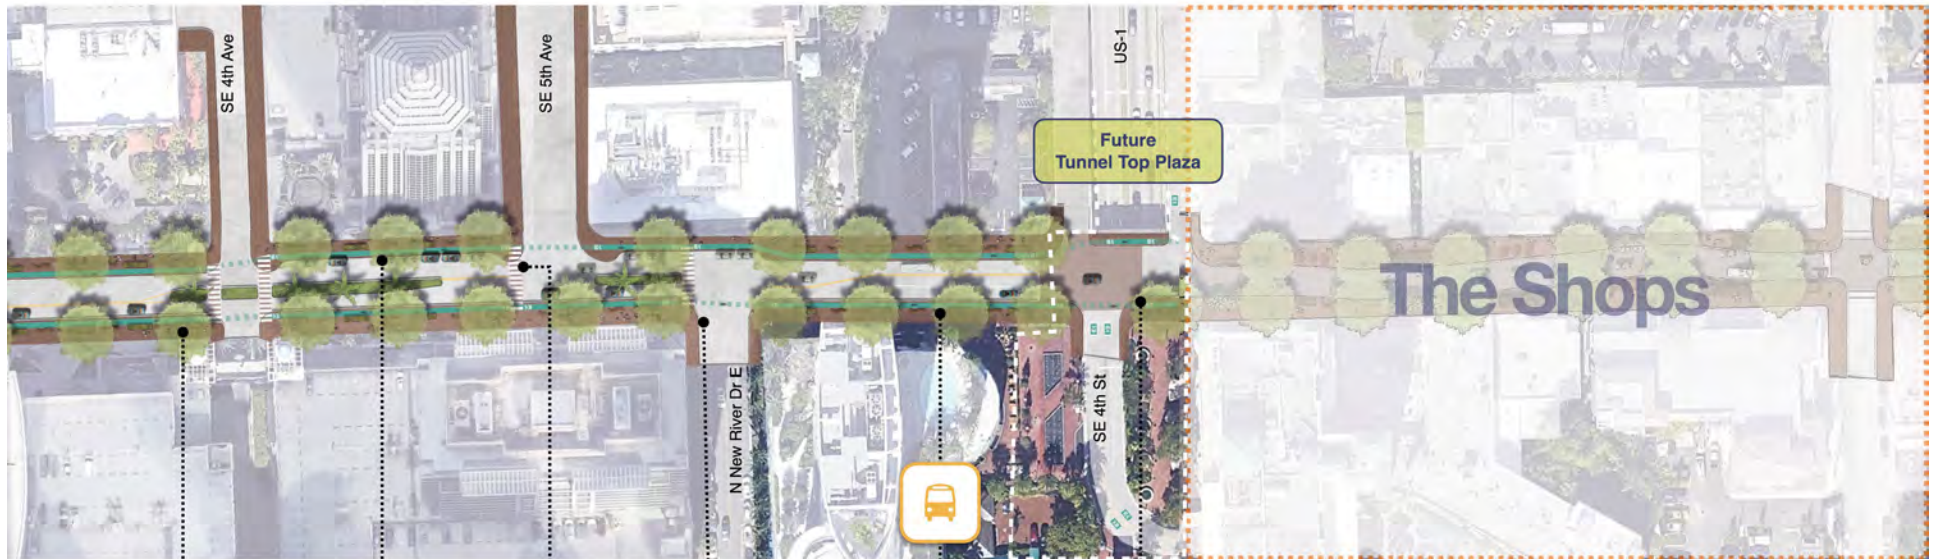 SE 4th Ave
SE 5th Ave
US-1
Future
Tunnel Top Plaza
The Shops
N New River Dr E
SE 4th St